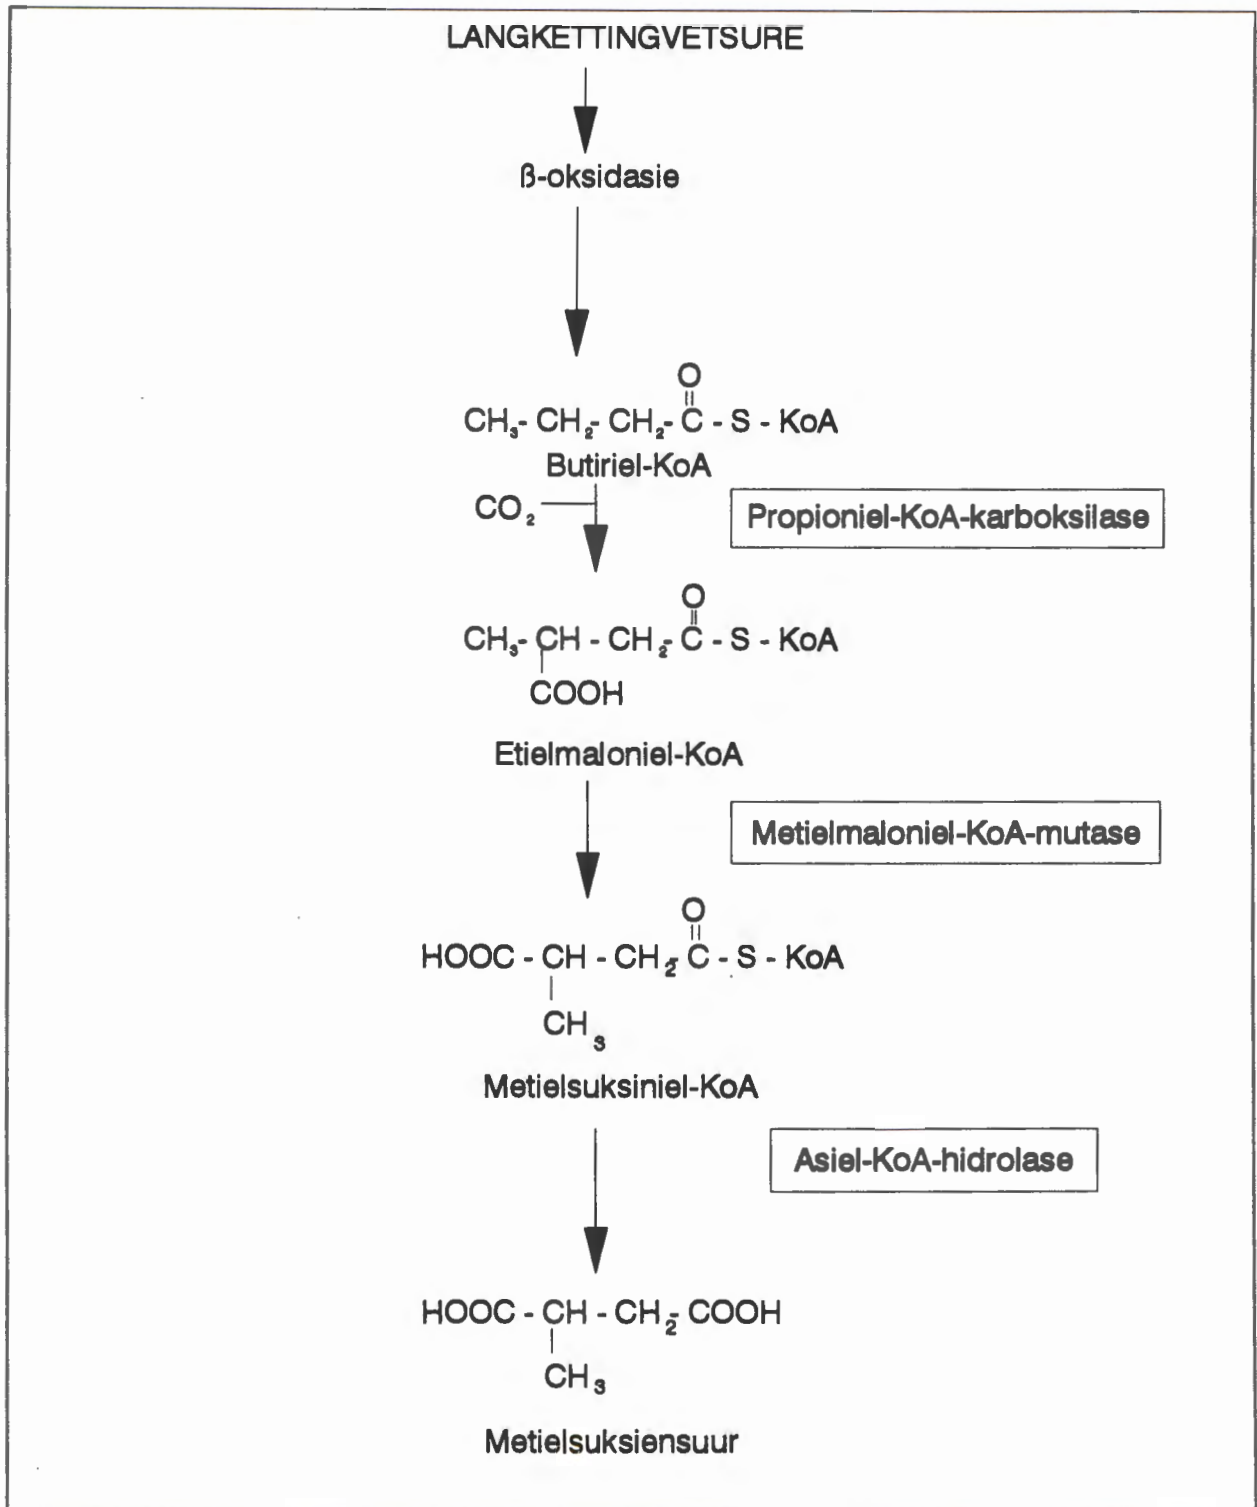 LANGKETTINGVETSURE
β-oksidasie
O
CH₃- CH₂- CH₂- C - S - KoA
Butiriel-KoA
CO₂
Propioniel-KoA-karboksilase
O
CH₃- CH - CH₂- C - S - KoA
COOH
Etielmaloniel-KoA
Metielmaloniel-KoA-mutase
O
HOOC - CH - CH₂- C - S - KoA
CH₃
Metielsuksiniel-KoA
Asiel-KoA-hidrolase
HOOC - CH - CH₂- COOH
CH₃
Metielsuksiensuur